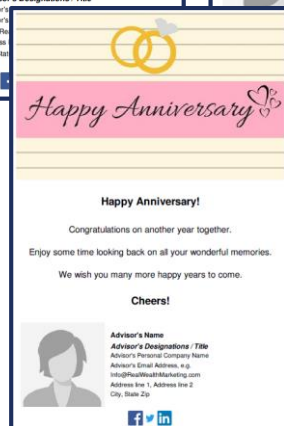 Happy Anniversary
Happy Anniversary!
Congratulations on another year together.
Enjoy some time looking back on all your wonderful memories.
We wish you many more happy years to come.
Cheers!
Advisor's Name
Advisor's Designations / Title
Advisor's Personal Company Name
Advisor's Email Address, e.g.
Info@RealWealthMarketing.com
Address line 1, Address line 2
City, State Zip
f in